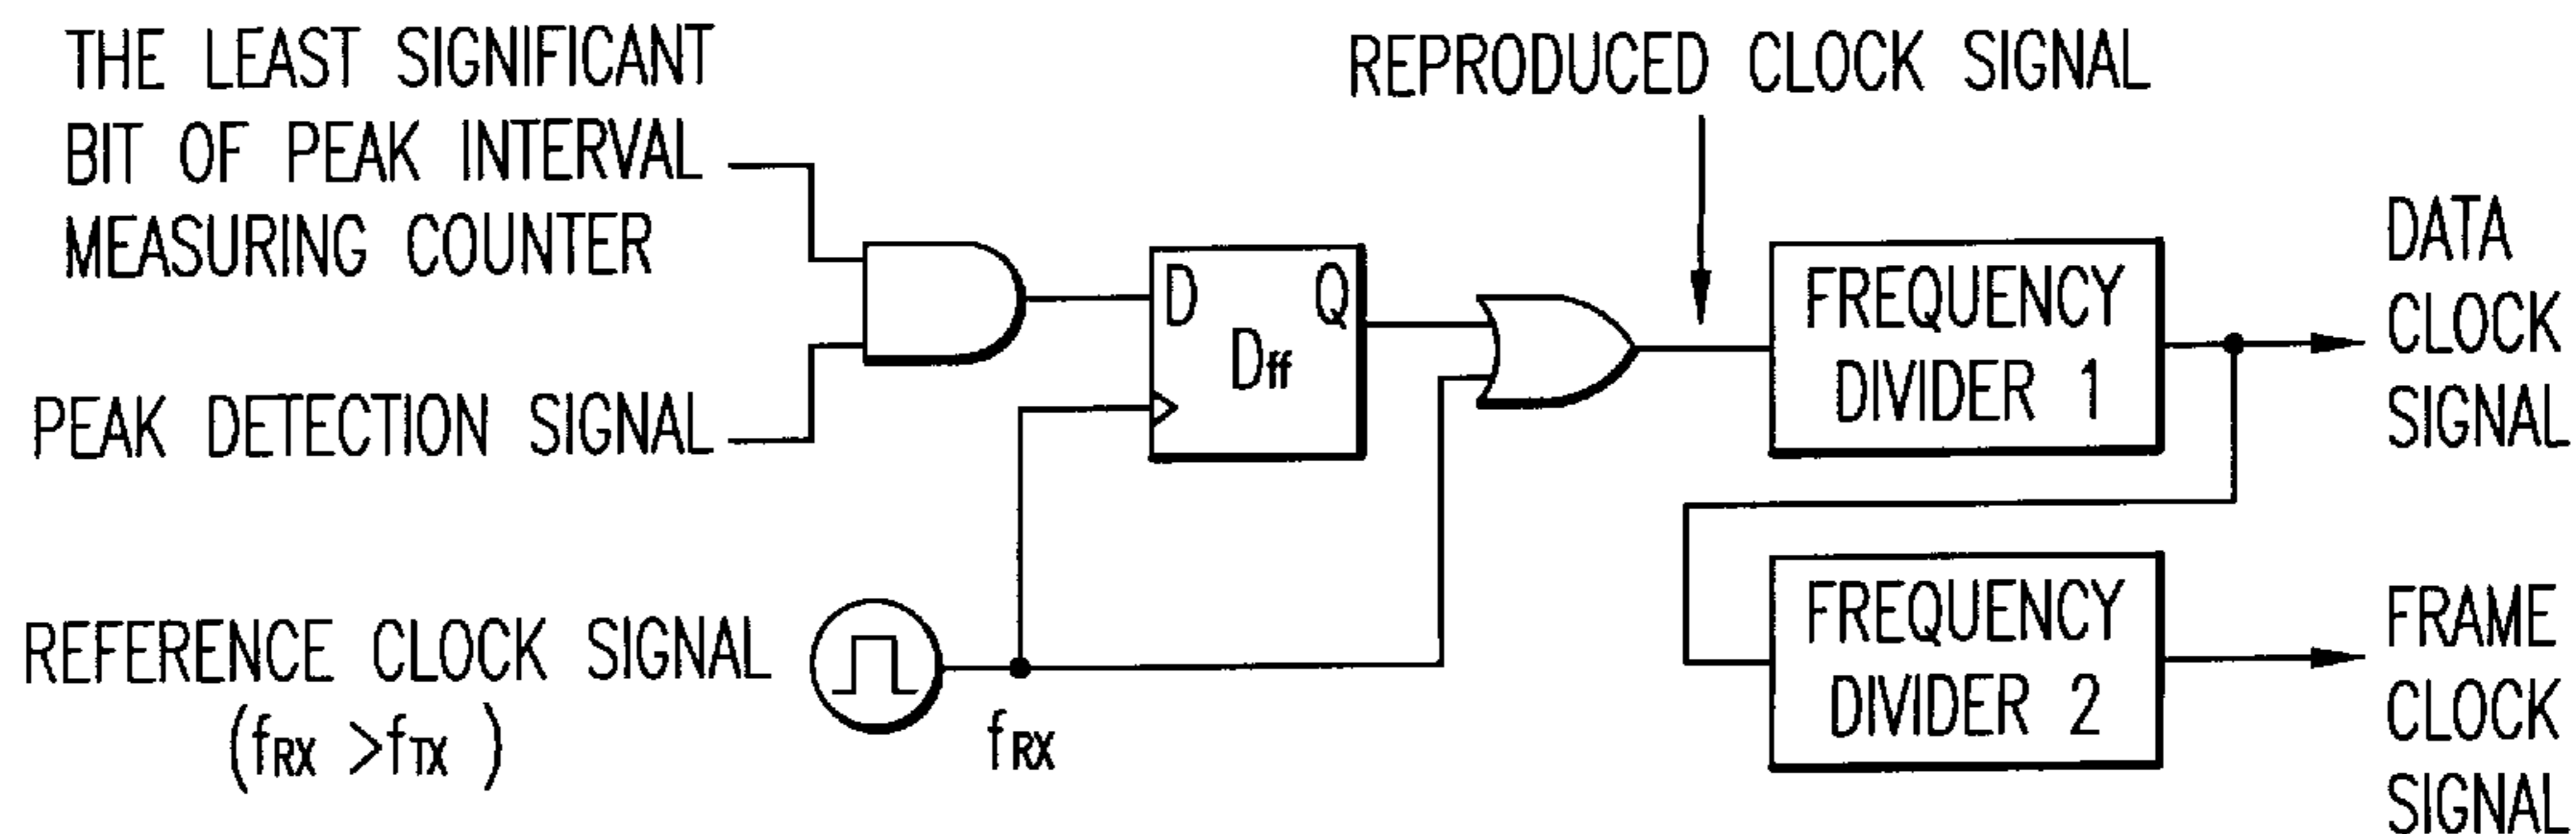 THE LEAST SIGNIFICANT
BIT OF PEAK INTERVAL
MEASURING COUNTER
PEAK DETECTION SIGNAL
REFERENCE CLOCK SIGNAL
(fRX >fTX )
fRX
D
Q
Dff
REPRODUCED CLOCK SIGNAL
FREQUENCY
DIVIDER 1
DATA
CLOCK
SIGNAL
FREQUENCY
DIVIDER 2
FRAME
CLOCK
SIGNAL